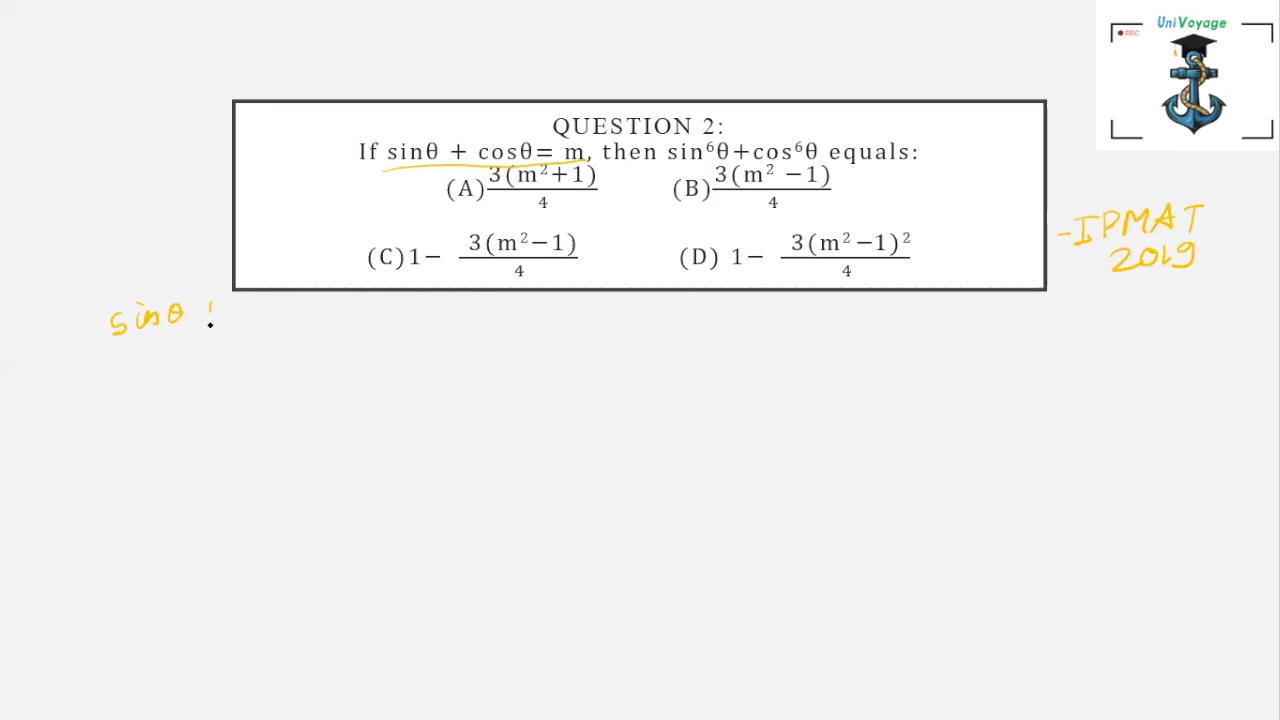 UniVoyage
REC
QUESTION 2:
If sinθ + cosθ= m, then sin⁶θ+cos⁶θ equals:
(A) 3(m²+1)/4 (B) 3(m² −1)/4
(C)1− 3(m²−1)/4 (D) 1− 3(m²−1)²/4
-IPMAT
2019
sinθ